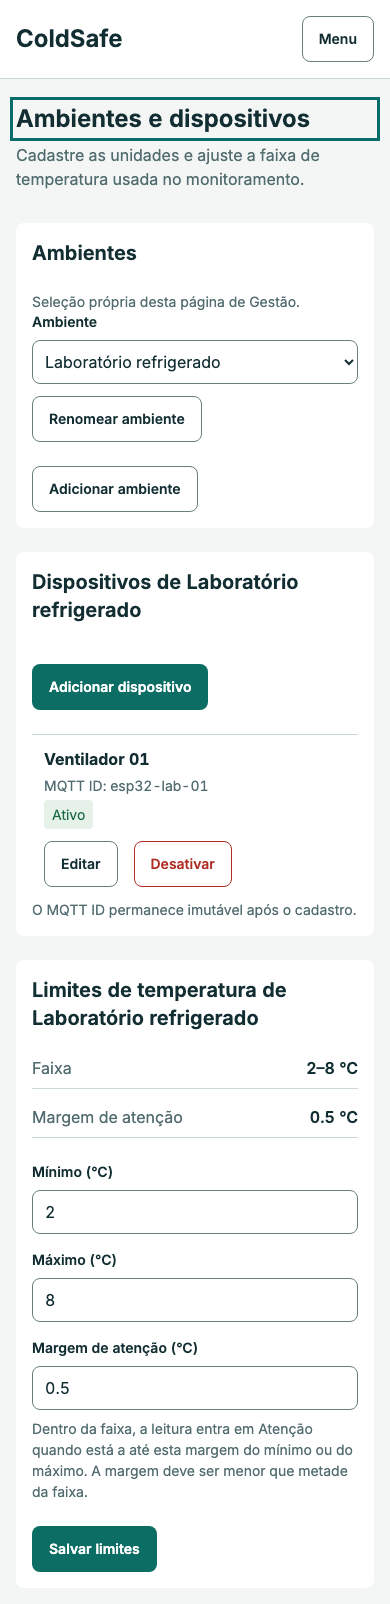 ColdSafe
Menu
Ambientes e dispositivos
Cadastre as unidades e ajuste a faixa de
temperatura usada no monitoramento.
Ambientes
Seleção própria desta página de Gestão.
Ambiente
Laboratório refrigerado
Renomear ambiente
Adicionar ambiente
Dispositivos de Laboratório
refrigerado
Adicionar dispositivo
Ventilador 01
MQTT ID: esp32-lab-01
Ativo
Editar
Desativar
O MQTT ID permanece imutável após o cadastro.
Limites de temperatura de
Laboratório refrigerado
Faixa
2–8 °C
Margem de atenção
0.5 °C
Mínimo (°C)
2
Máximo (°C)
8
Margem de atenção (°C)
0.5
Dentro da faixa, a leitura entra em Atenção
quando está a até esta margem do mínimo ou do
máximo. A margem deve ser menor que metade
da faixa.
Salvar limites